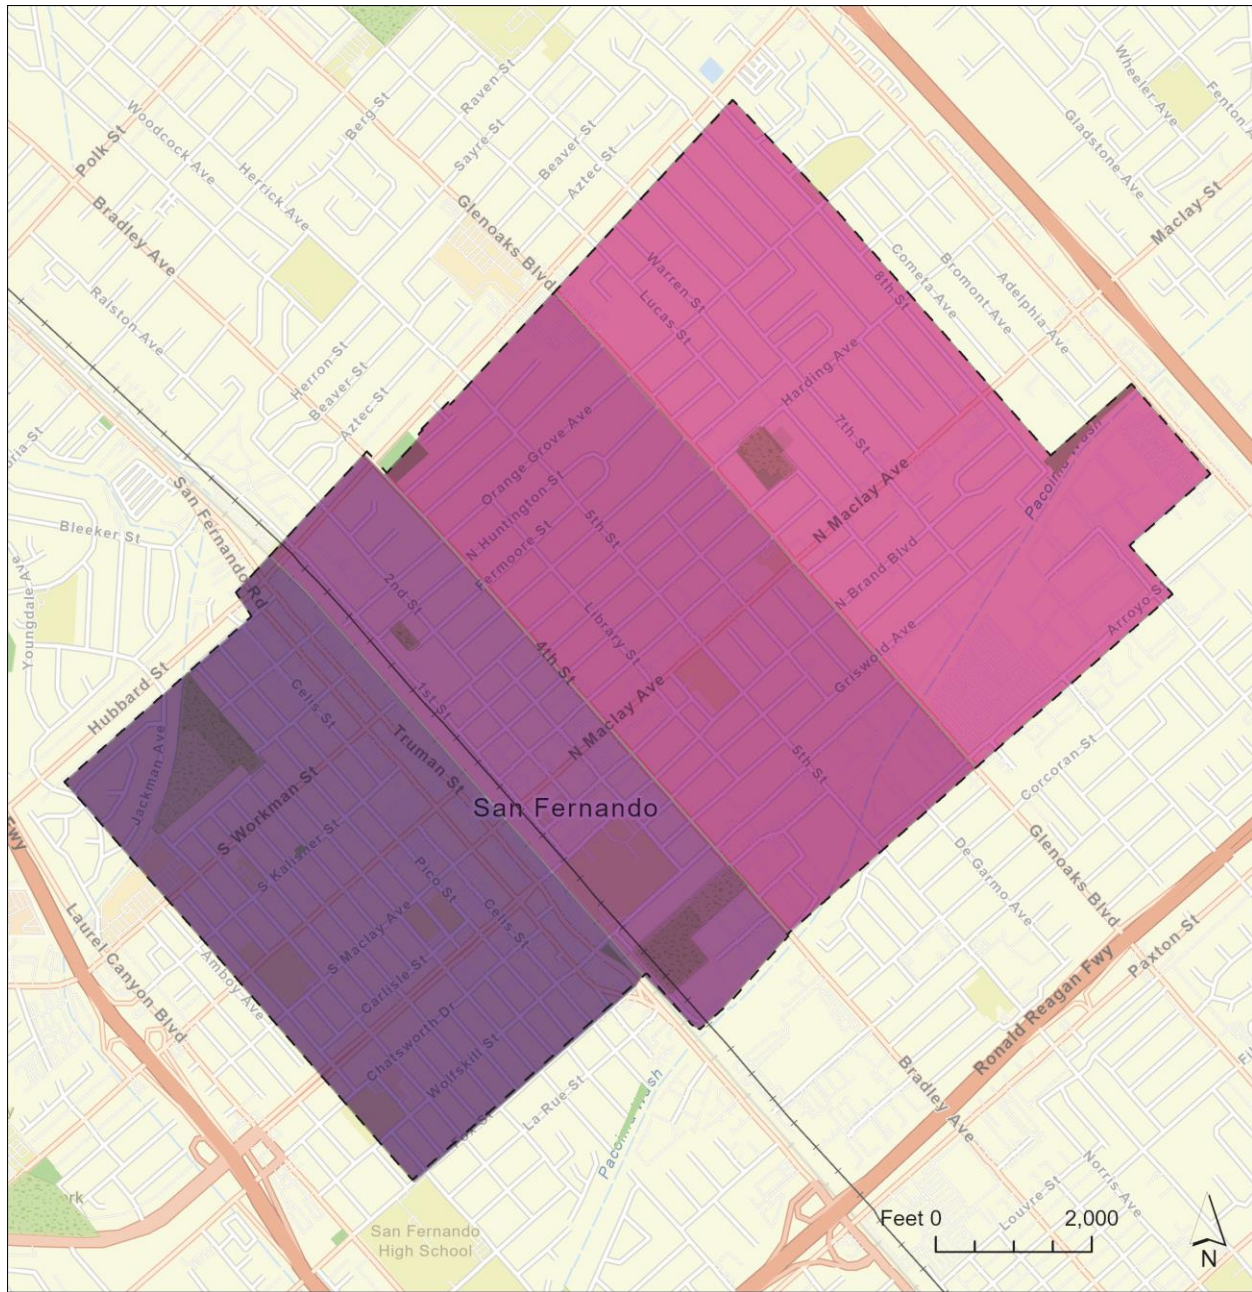 Raven St
Wheeler Ave
Woodcock Ave
Berg St
Sayre St
Beaver St
Gladstone Ave
Polk St
Herrick Ave
Aztec St
Maclay St
Bradley Ave
Glenoaks Blvd
Cometa Ave
Bromont Ave
Adelphia Ave
8th St
Warren St
Lucas St
Ralston Ave
Herron St
Beaver St
Aztec St
Harding Ave
7th St
Orange Grove Ave
N Huntington St
Fermoore St
5th St
N Maclay Ave
Pacoima Wash
San Fernando Rd
Bleeker St
Youngdale Ave
2nd St
Library St
4th St
N Brand Blvd
Griswold Ave
Hubbard St
Celis St
1st St
N Maclay Ave
5th St
Jackman Ave
Truman St
San Fernando
Corcoran St
S Workman St
S Kalisher St
Fwy
Pico St
Celis St
De Garmo Ave
Glenoaks Blvd
Laurel Canyon Blvd
Amboy Ave
S Maclay Ave
Carlisle St
Paxton St
Ronald Reagan Fwy
Chatsworth Dr
Wolfskill St
La Rue St
Pacoima Wash
Bradley Ave
Norris Ave
Louvre St
San Fernando
High School
Feet 0 2,000
N